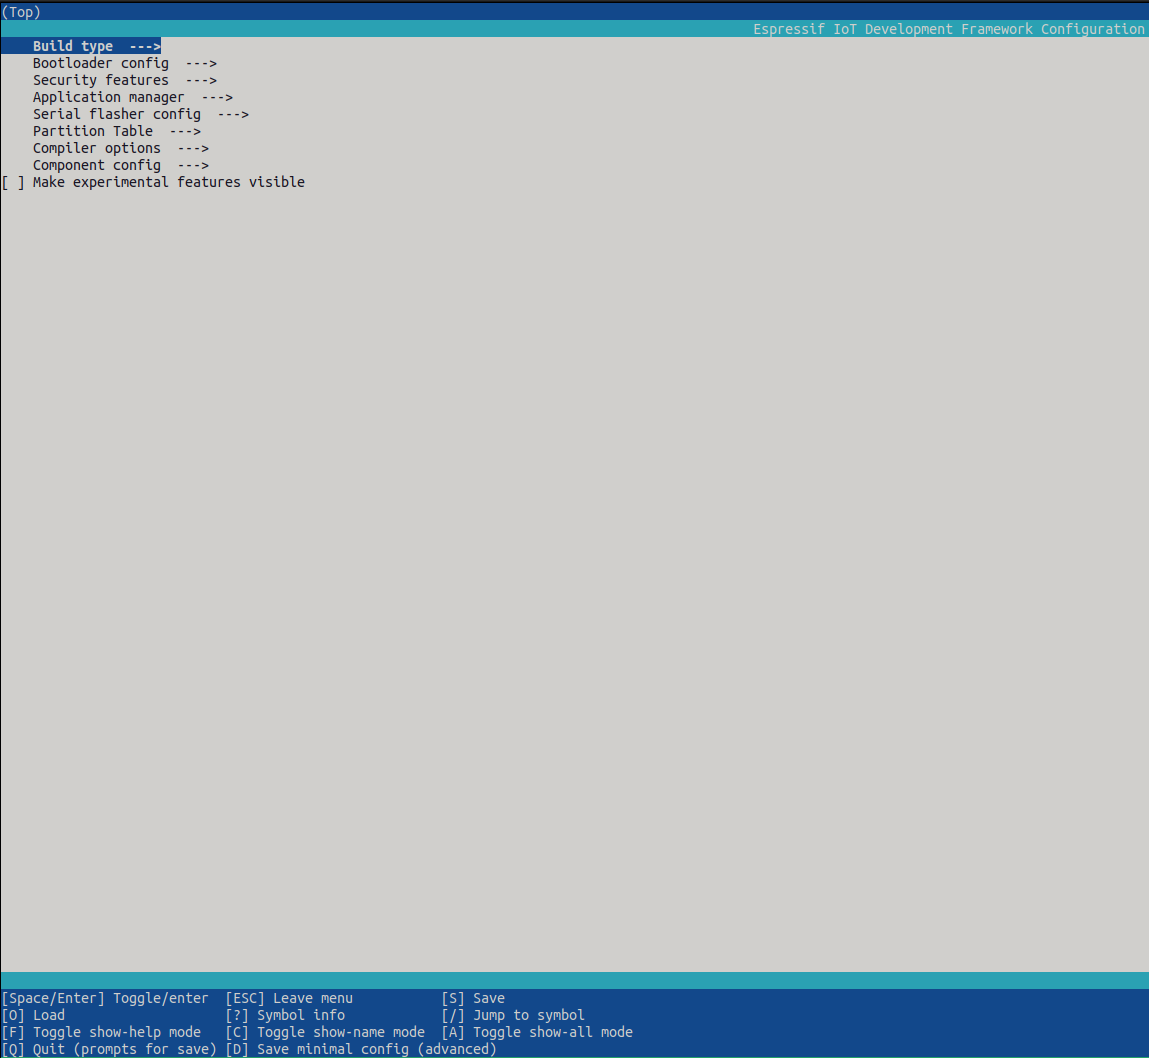 (Top)
Espressif IoT Development Framework Configuration
Build type  --->
Bootloader config  --->
Security features  --->
Application manager  --->
Serial flasher config  --->
Partition Table  --->
Compiler options  --->
Component config  --->
[ ] Make experimental features visible
[Space/Enter] Toggle/enter  [ESC] Leave menu           [S] Save
[O] Load                    [?] Symbol info            [/] Jump to symbol
[F] Toggle show-help mode   [C] Toggle show-name mode  [A] Toggle show-all mode
[Q] Quit (prompts for save) [D] Save minimal config (advanced)